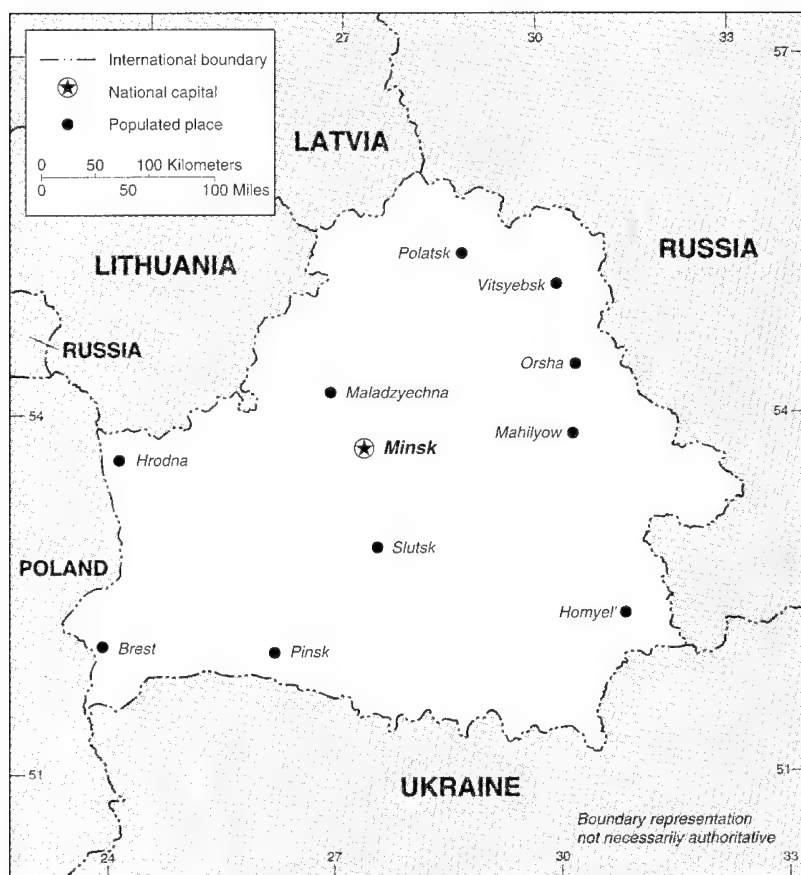 27 30 33
57
International boundary
National capital
Populated place
0 50 100 Kilometers
0 50 100 Miles
LATVIA
RUSSIA
Polatsk
LITHUANIA
Vitsyebsk
RUSSIA
Orsha
Maladzyechna
54 54
Mahilyow
Minsk
Hrodna
Slutsk
POLAND
Homyel'
Brest
Pinsk
51 51
UKRAINE
Boundary representation
not necessarily authoritative
24 27 30 33